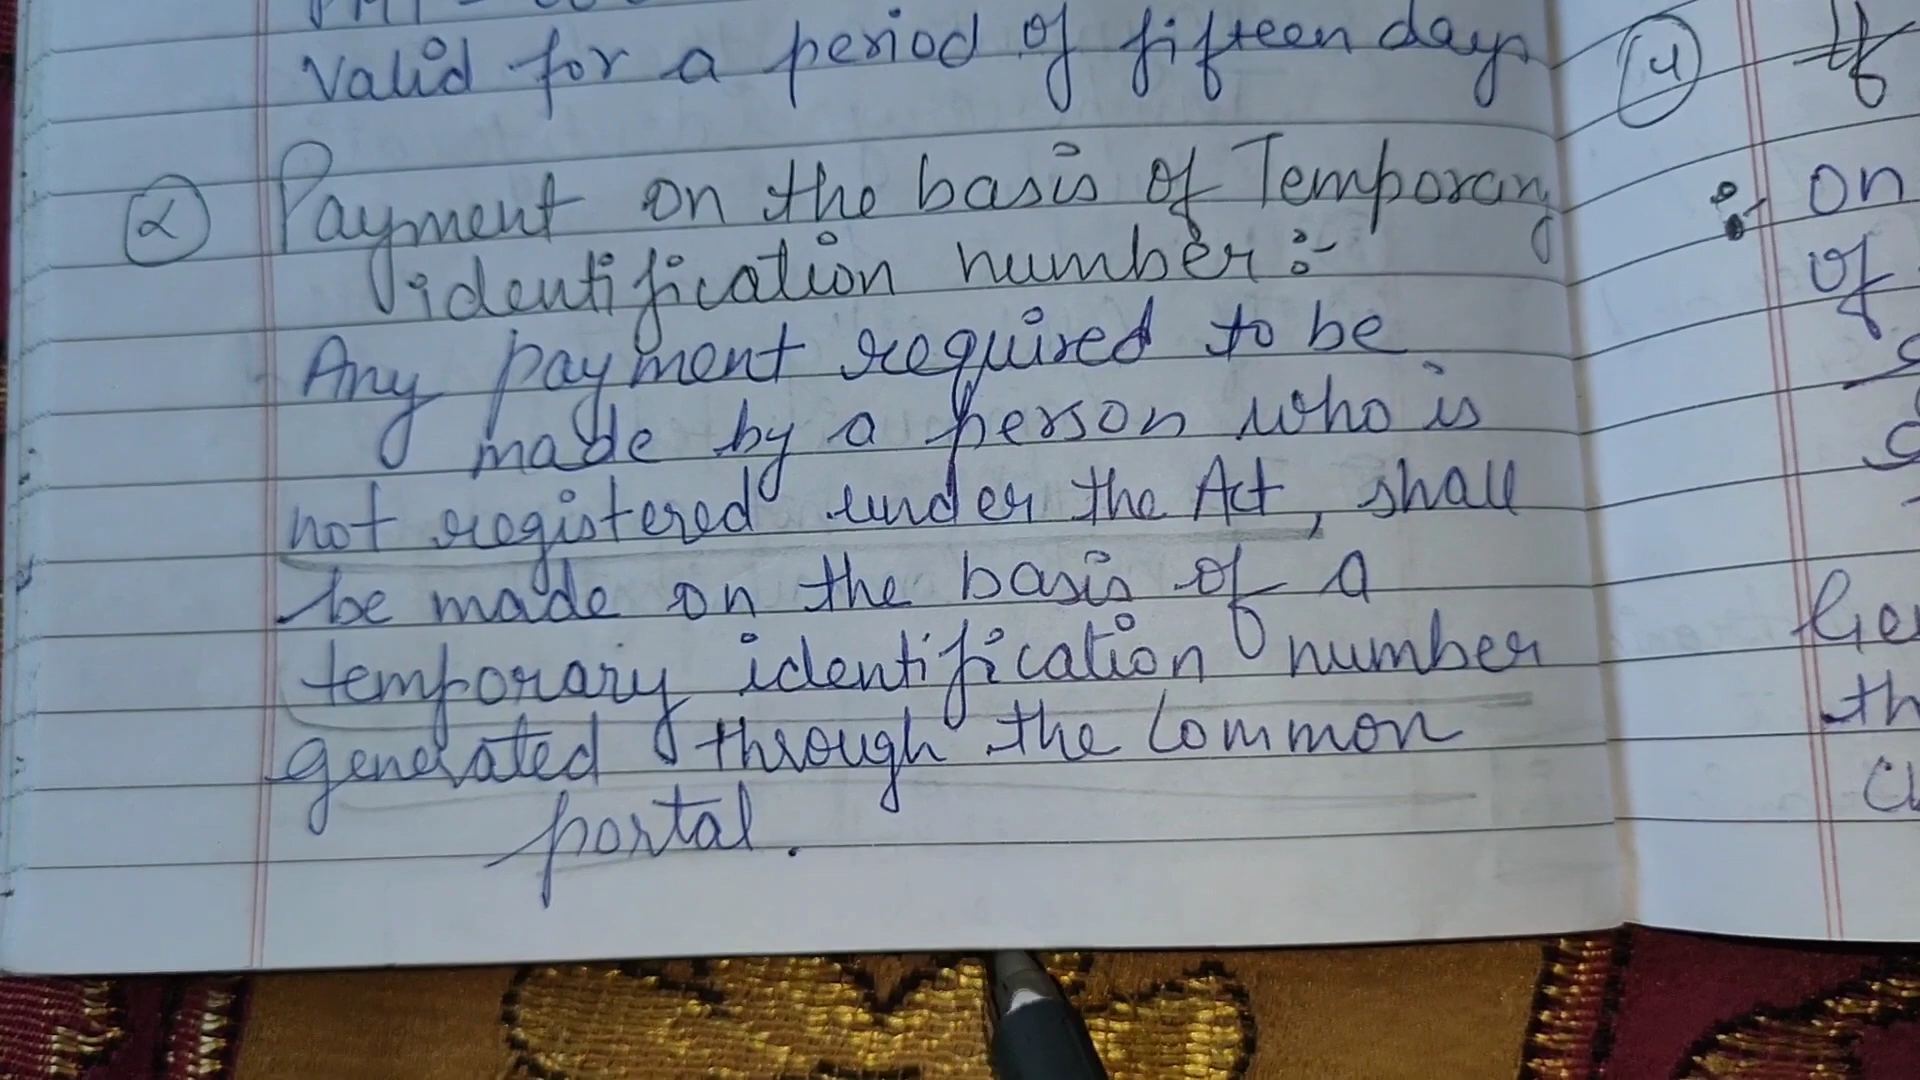 Valid for a period of fifteen days
② Payment on the basis of Temporary
identification number :-
Any payment required to be
made by a person who is
not registered under the Act, shall
be made on the basis of a
temporary identification number
generated through the Common
portal.
④ If
on
of
th